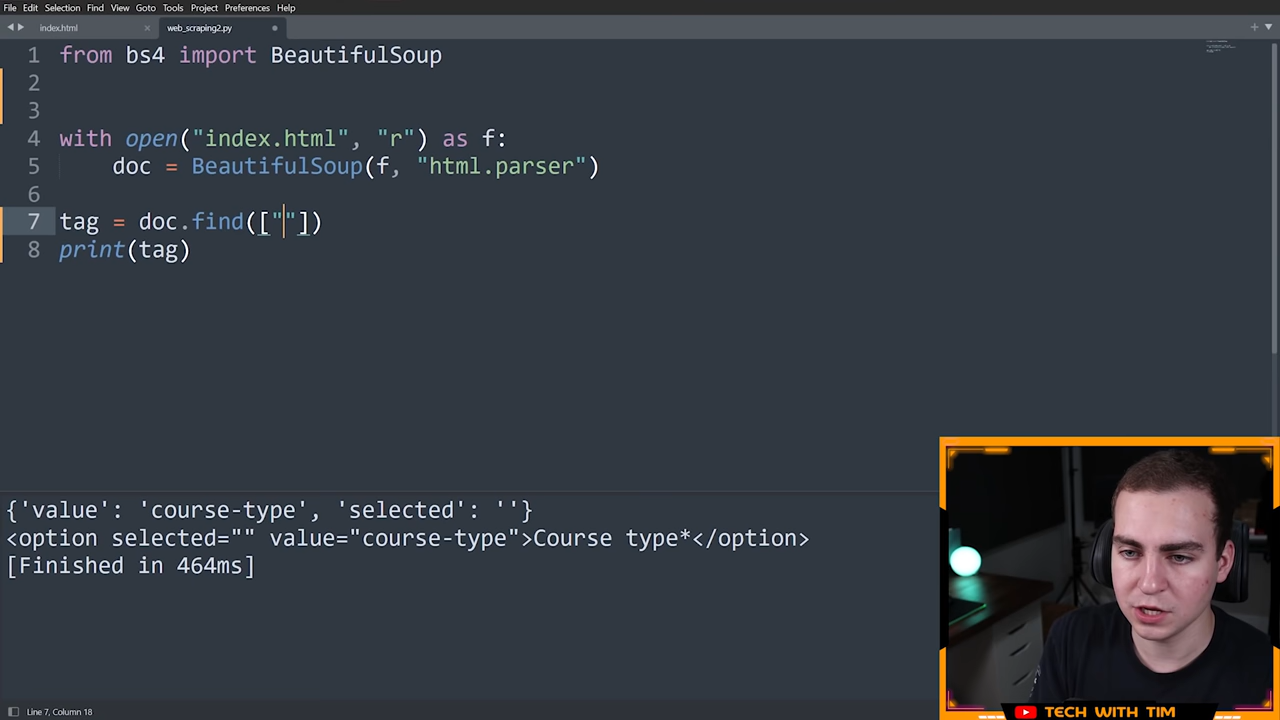 File Edit Selection Find View Goto Tools Project Preferences Help
index.html × web_scraping2.py
1 from bs4 import BeautifulSoup
2
3
4 with open("index.html", "r") as f:
5     doc = BeautifulSoup(f, "html.parser")
6
7 tag = doc.find([""])
8 print(tag)
{'value': 'course-type', 'selected': ''}
<option selected="" value="course-type">Course type*</option>
[Finished in 464ms]
Line 7, Column 18
TECH WITH TIM